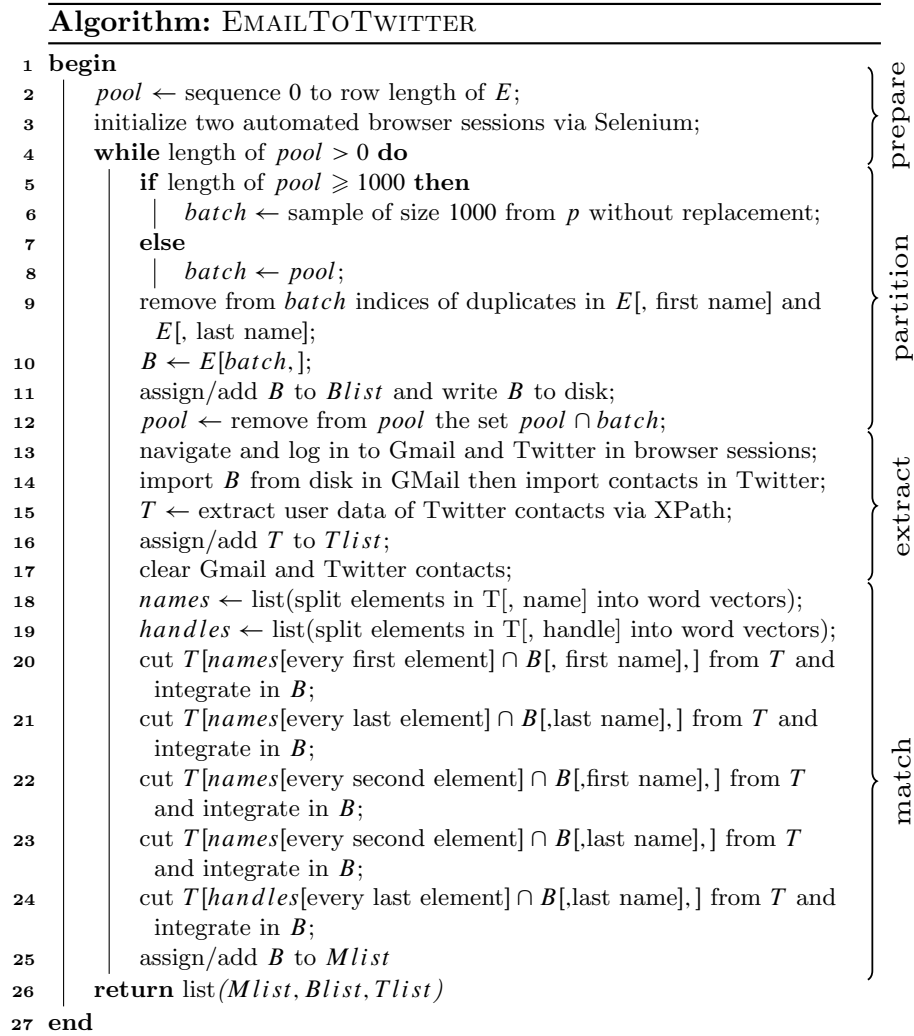 Algorithm: EMAILTOTWITTER
1 begin
2 pool ← sequence 0 to row length of E;
3 initialize two automated browser sessions via Selenium;
4 while length of pool > 0 do
prepare
5 if length of pool ⩾ 1000 then
6 batch ← sample of size 1000 from p without replacement;
7 else
8 batch ← pool;
9 remove from batch indices of duplicates in E[, first name] and
E[, last name];
10 B ← E[batch,];
11 assign/add B to Blist and write B to disk;
12 pool ← remove from pool the set pool ∩ batch;
partition
13 navigate and log in to Gmail and Twitter in browser sessions;
14 import B from disk in GMail then import contacts in Twitter;
15 T ← extract user data of Twitter contacts via XPath;
16 assign/add T to Tlist;
17 clear Gmail and Twitter contacts;
extract
18 names ← list(split elements in T[, name] into word vectors);
19 handles ← list(split elements in T[, handle] into word vectors);
20 cut T[names[every first element] ∩ B[, first name],] from T and
integrate in B;
21 cut T[names[every last element] ∩ B[,last name],] from T and
integrate in B;
22 cut T[names[every second element] ∩ B[,first name],] from T
and integrate in B;
23 cut T[names[every second element] ∩ B[,last name],] from T
and integrate in B;
24 cut T[handles[every last element] ∩ B[,last name],] from T and
integrate in B;
25 assign/add B to Mlist
match
26 return list(Mlist, Blist, Tlist)
27 end